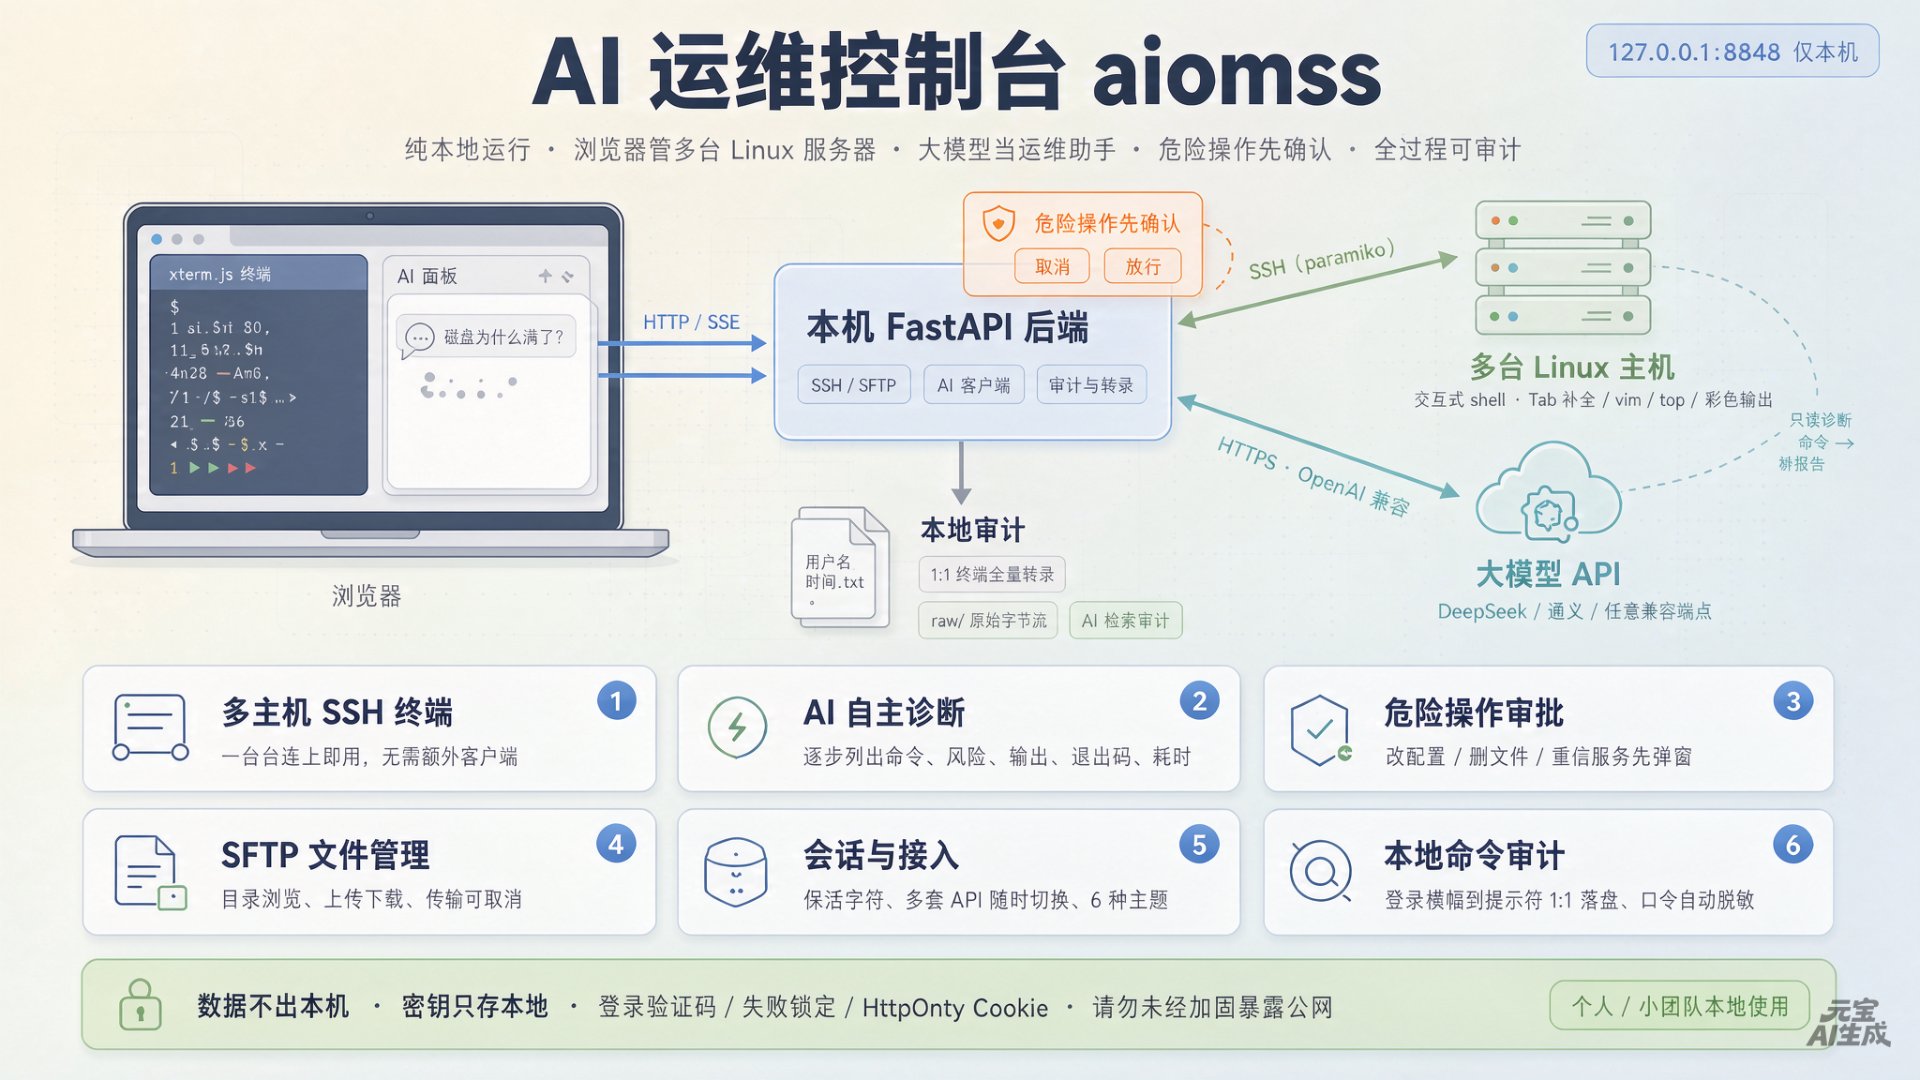 AI 运维控制台 aiomss
127.0.0.1:8848 仅本机
纯本地运行 · 浏览器管多台 Linux 服务器 · 大模型当运维助手 · 危险操作先确认 · 全过程可审计
xterm.js 终端
$
AI 面板
磁盘为什么满了?
浏览器
HTTP / SSE
危险操作先确认
取消 放行
本机 FastAPI 后端
SSH / SFTP AI 客户端 审计与转录
SSH（paramiko）
多台 Linux 主机
交互式 shell · Tab 补全 / vim / top / 彩色输出
只读诊断
命令 →
报告
HTTPS · OpenAI 兼容
大模型 API
DeepSeek / 通义 / 任意兼容端点
用户名
时间.txt
本地审计
1:1 终端全量转录
raw/ 原始字节流 AI 检索审计
多主机 SSH 终端 1
一台台连上即用，无需额外客户端
AI 自主诊断 2
逐步列出命令、风险、输出、退出码、耗时
危险操作审批 3
改配置 / 删文件 / 重信服务先弹窗
SFTP 文件管理 4
目录浏览、上传下载、传输可取消
会话与接入 5
保活字符、多套 API 随时切换、6 种主题
本地命令审计 6
登录横幅到提示符 1:1 落盘、口令自动脱敏
数据不出本机 · 密钥只存本地 · 登录验证码 / 失败锁定 / HttpOnty Cookie · 请勿未经加固暴露公网
个人 / 小团队本地使用
元宝
AI生成